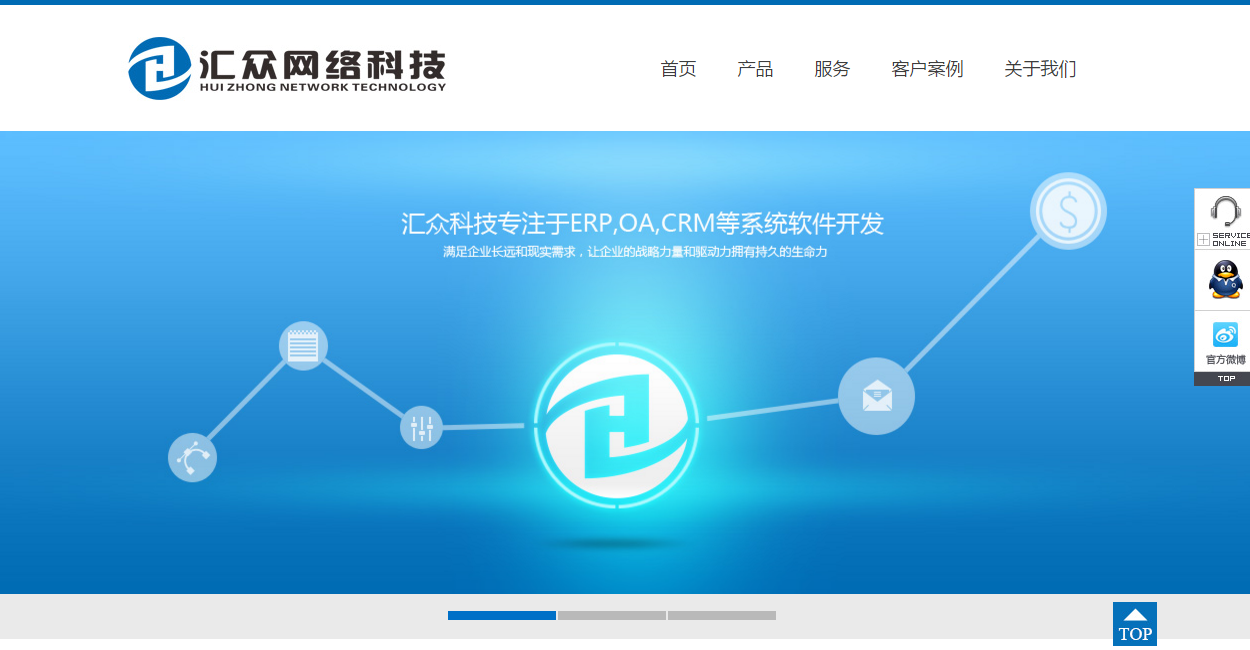 汇众网络科技
HUI ZHONG NETWORK TECHNOLOGY
首页 产品 服务 客户案例 关于我们
汇众科技专注于ERP,OA,CRM等系统软件开发
满足企业长远和现实需求，让企业的战略力量和驱动力拥有持久的生命力
$
SERVICE
ONLINE
官方微博
TOP
TOP